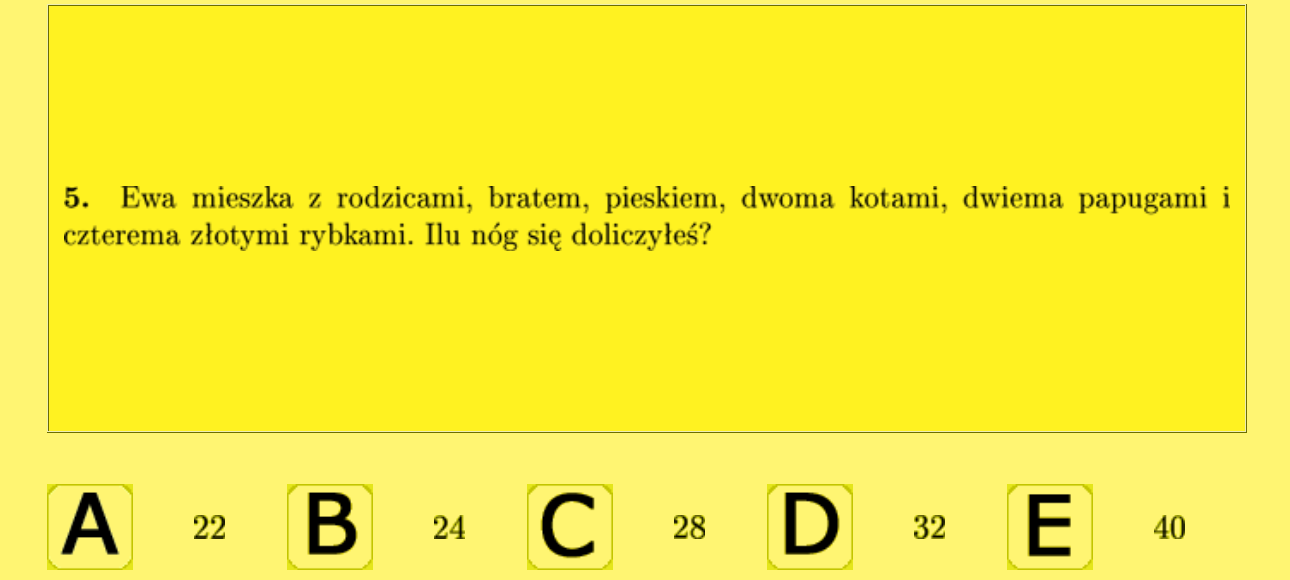 5. Ewa mieszka z rodzicami, bratem, pieskiem, dwoma kotami, dwiema papugami i
czterema złotymi rybkami. Ilu nóg się doliczyłeś?
A 22 B 24 C 28 D 32 E 40